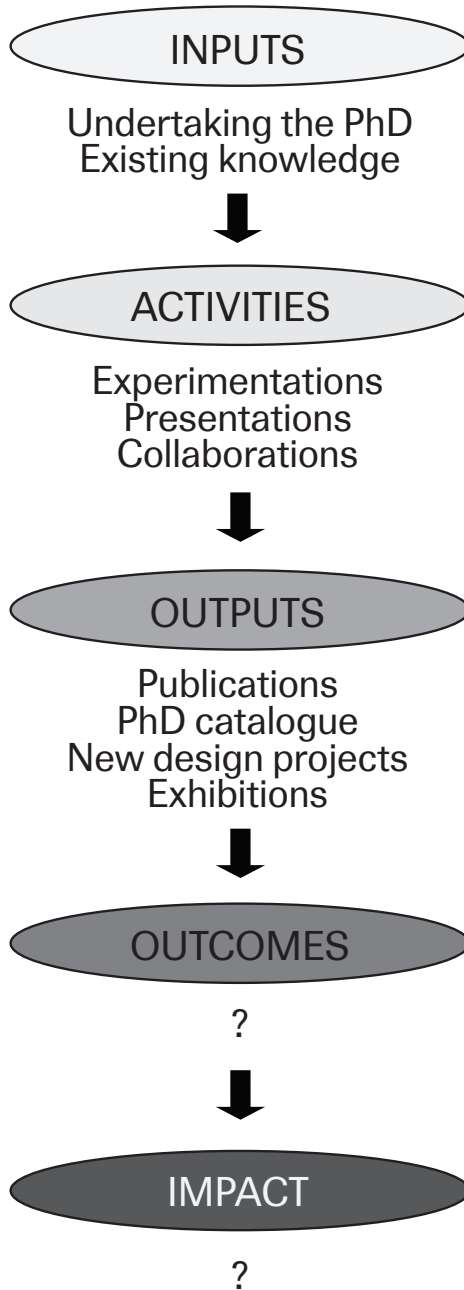 INPUTS
Undertaking the PhD
Existing knowledge
ACTIVITIES
Experimentations
Presentations
Collaborations
OUTPUTS
Publications
PhD catalogue
New design projects
Exhibitions
OUTCOMES
?
IMPACT
?